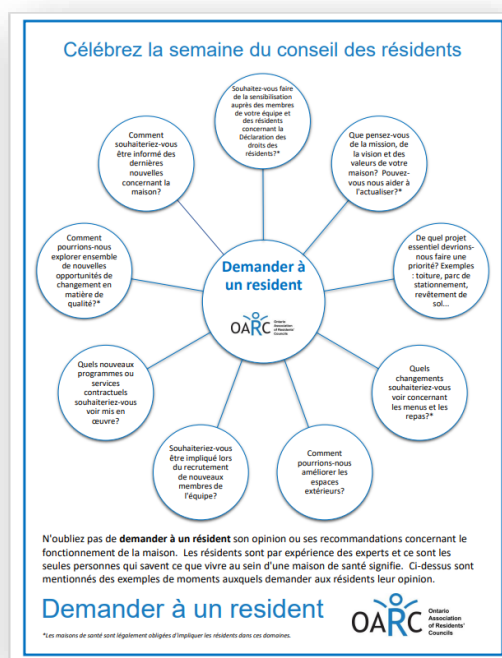 Célébrez la semaine du conseil des résidents
Souhaitez-vous faire
de la sensibilisation
auprès des membres
de votre équipe et
des résidents
concernant la
Déclaration des
droits des
résidents?*
Que pensez-vous
de la mission, de
la vision et des
valeurs de votre
maison? Pouvez-
vous nous aider à
l'actualiser?*
De quel projet
essentiel devrions-
nous faire une
priorité? Exemples
: toiture, parc de
stationnement,
revêtement de
sol...
Quels
changements
souhaiteriez-vous
voir concernant
les menus et les
repas?*
Comment
pourrions-nous
améliorer les
espaces
extérieurs?
Souhaiteriez-vous
être impliqué lors
du recrutement
de nouveaux
membres de
l'équipe?
Quels nouveaux
programmes ou
services
contractuels
souhaiteriez-vous
voir mis en
œuvre?
Comment
pourrions-nous
explorer ensemble
de nouvelles
opportunités de
changement en
matière de
qualité?*
Comment
souhaiteriez-vous
être informé des
dernières
nouvelles
concernant la
maison?
Demander à
un resident
OARC
Ontario
Association
of Residents'
Councils
N'oubliez pas de demander à un résident son opinion ou ses recommandations concernant le
fonctionnement de la maison. Les résidents sont par expérience des experts et ce sont les
seules personnes qui savent ce que vivre au sein d'une maison de santé signifie. Ci-dessus sont
mentionnés des exemples de moments auxquels demander aux résidents leur opinion.
Demander à un resident
OARC
Ontario
Association
of Residents'
Councils
*Les maisons de santé sont légalement obligées d'impliquer les résidents dans ces domaines.